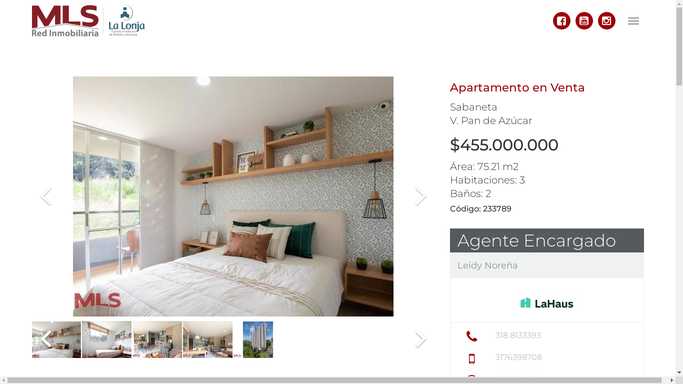 MLS
Red Inmobiliaria
La Lonja
Apartamento en Venta
Sabaneta
V. Pan de Azúcar
$455.000.000
Área: 75.21 m2
Habitaciones: 3
Baños: 2
Código: 233789
MLS
Agente Encargado
Leidy Noreña
LaHaus
318 8133393
3176398708